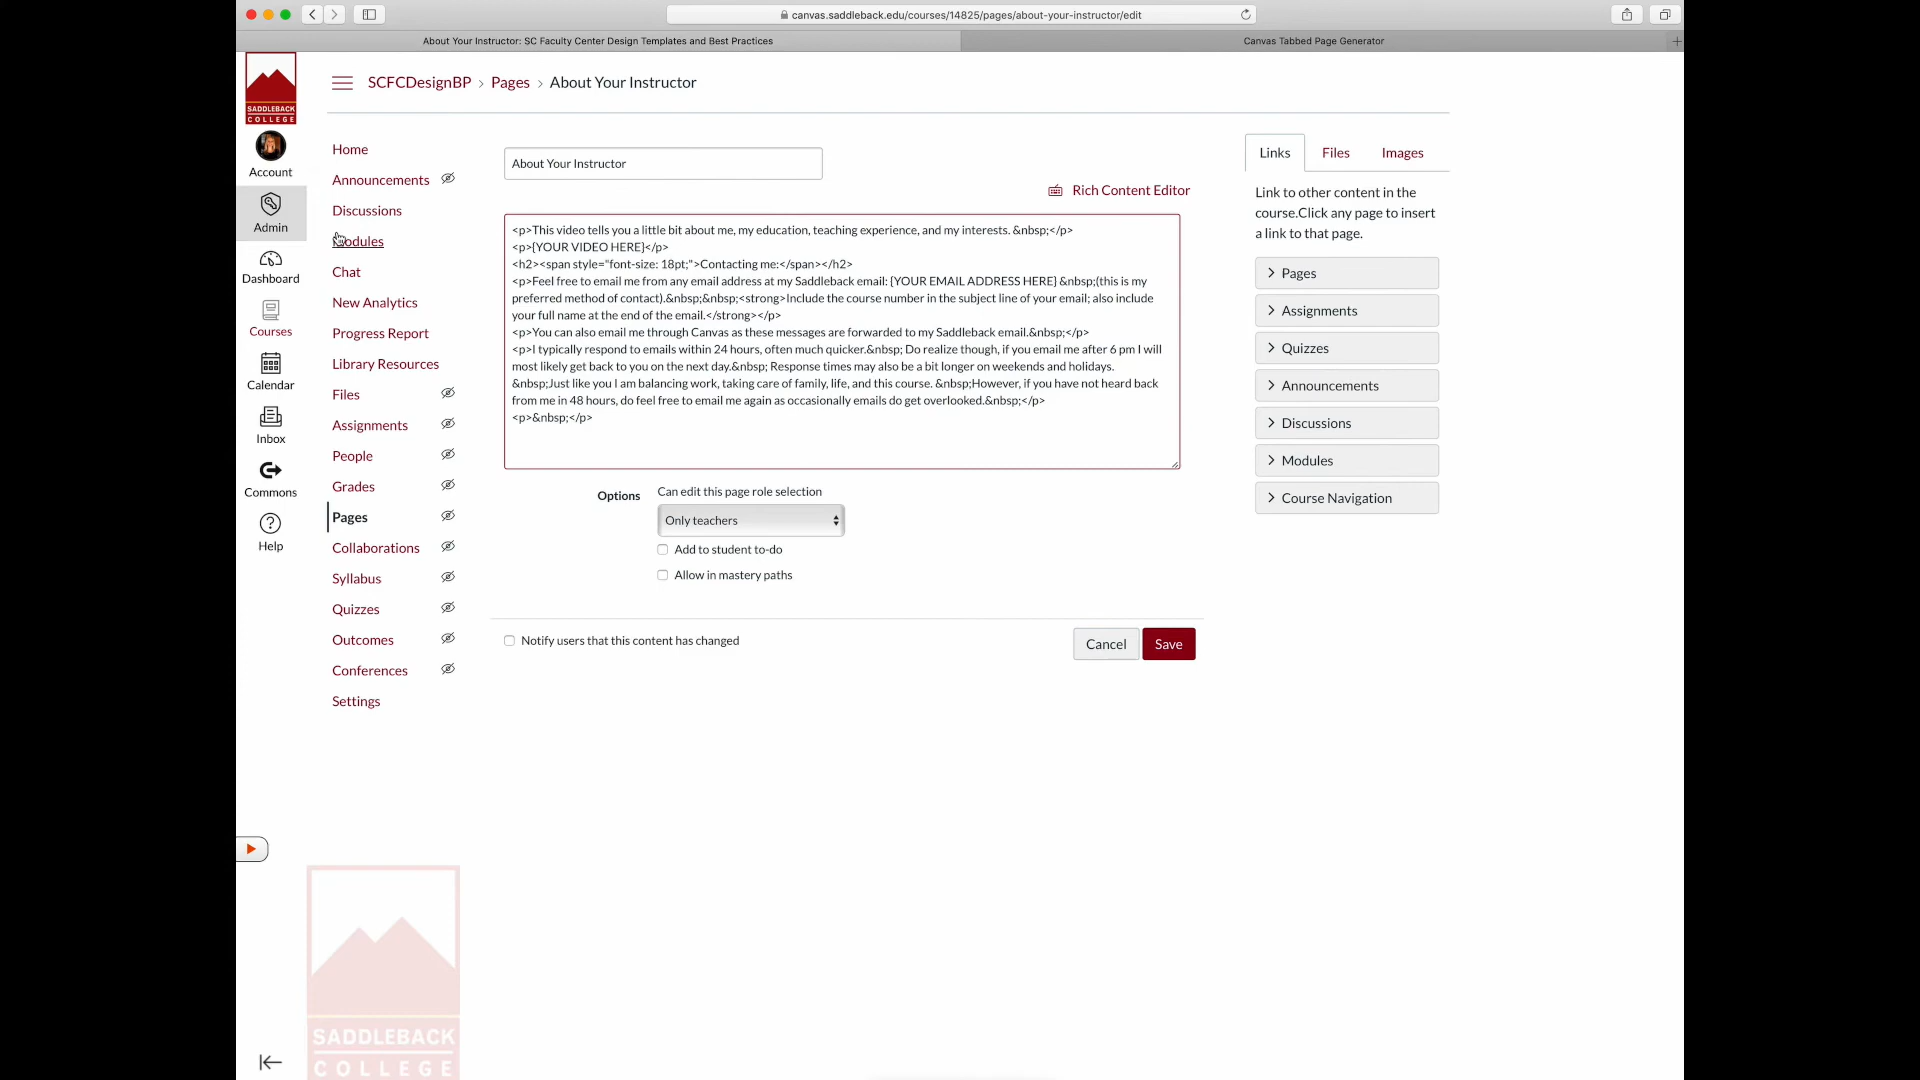 canvas.saddleback.edu/courses/14825/pages/about-your-instructor/edit
About Your Instructor: SC Faculty Center Design Templates and Best Practices
Canvas Tabbed Page Generator
SADDLEBACK
COLLEGE
SCFCDesignBP › Pages › About Your Instructor
Account
Admin
Dashboard
Courses
Calendar
Inbox
Commons
Help
Home
Announcements
Discussions
Modules
Chat
New Analytics
Progress Report
Library Resources
Files
Assignments
People
Grades
Pages
Collaborations
Syllabus
Quizzes
Outcomes
Conferences
Settings
About Your Instructor
Rich Content Editor
<p>This video tells you a little bit about me, my education, teaching experience, and my interests. &nbsp;</p>
<p>{YOUR VIDEO HERE}</p>
<h2><span style="font-size: 18pt;">Contacting me:</span></h2>
<p>Feel free to email me from any email address at my Saddleback email: {YOUR EMAIL ADDRESS HERE} &nbsp;(this is my
preferred method of contact).&nbsp;&nbsp;<strong>Include the course number in the subject line of your email; also include
your full name at the end of the email.</strong></p>
<p>You can also email me through Canvas as these messages are forwarded to my Saddleback email.&nbsp;</p>
<p>I typically respond to emails within 24 hours, often much quicker.&nbsp; Do realize though, if you email me after 6 pm I will
most likely get back to you on the next day.&nbsp; Response times may also be a bit longer on weekends and holidays.
&nbsp;Just like you I am balancing work, taking care of family, life, and this course. &nbsp;However, if you have not heard back
from me in 48 hours, do feel free to email me again as occasionally emails do get overlooked.&nbsp;</p>
<p>&nbsp;</p>
Options
Can edit this page role selection
Only teachers
Add to student to-do
Allow in mastery paths
Notify users that this content has changed
Cancel
Save
Links
Files
Images
Link to other content in the
course.Click any page to insert
a link to that page.
Pages
Assignments
Quizzes
Announcements
Discussions
Modules
Course Navigation
SADDLEBACK
COLLEGE